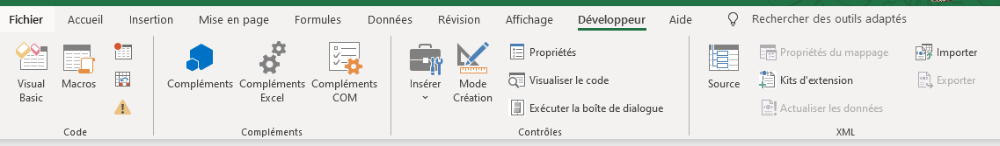 Fichier Accueil Insertion Mise en page Formules Données Révision Affichage Développeur Aide Rechercher des outils adaptés
Visual
Basic
Macros
Code
Compléments
Compléments
Excel
Compléments
COM
Compléments
Insérer
Mode
Création
Propriétés
Visualiser le code
Exécuter la boîte de dialogue
Contrôles
Source
Propriétés du mappage
Kits d'extension
Actualiser les données
Importer
Exporter
XML